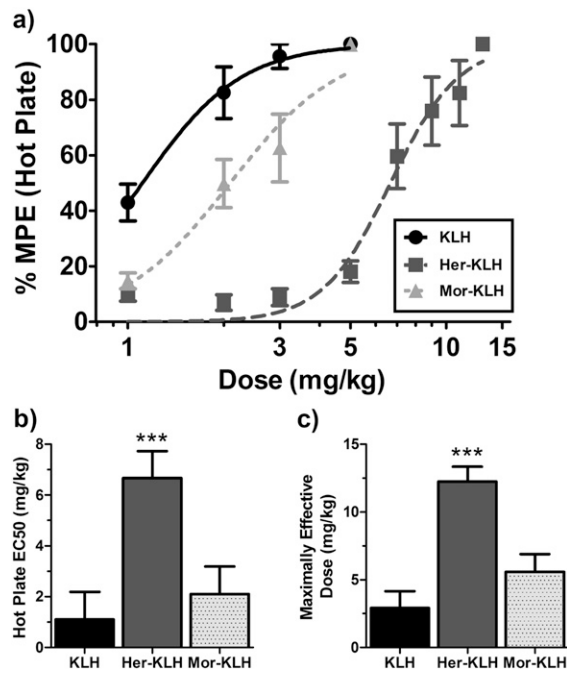 a)
100
80
60
40
20
0
% MPE (Hot Plate)
KLH
Her-KLH
Mor-KLH
1 3 5 10 15
Dose (mg/kg)
b)
Hot Plate EC50 (mg/kg)
8
6
4
2
0
***
KLH Her-KLH Mor-KLH
c)
Maximally Effective
Dose (mg/kg)
15
10
5
0
***
KLH Her-KLH Mor-KLH